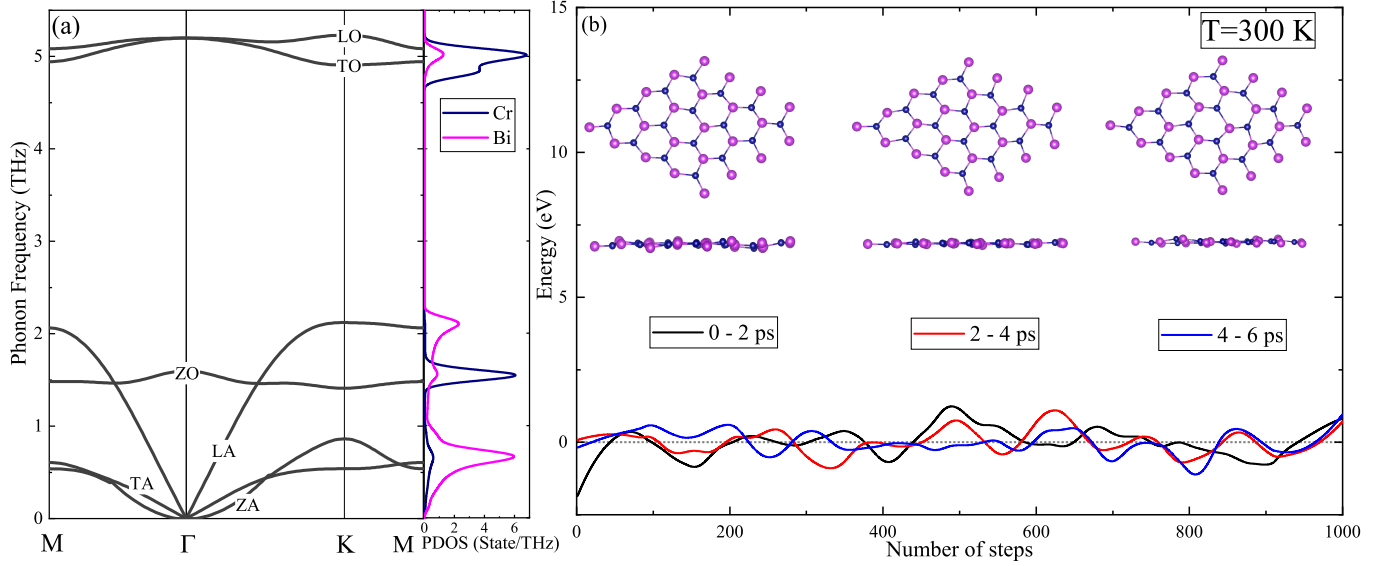 (a)
Phonon Frequency (THz)
5
4
3
2
1
0
LO
TO
ZO
LA
TA
ZA
M
Γ
K
M
Cr
Bi
0 2 4 6
PDOS (State/THz)
(b)
T=300 K
Energy (eV)
15
10
5
0
0 - 2 ps
2 - 4 ps
4 - 6 ps
0 200 400 600 800 1000
Number of steps